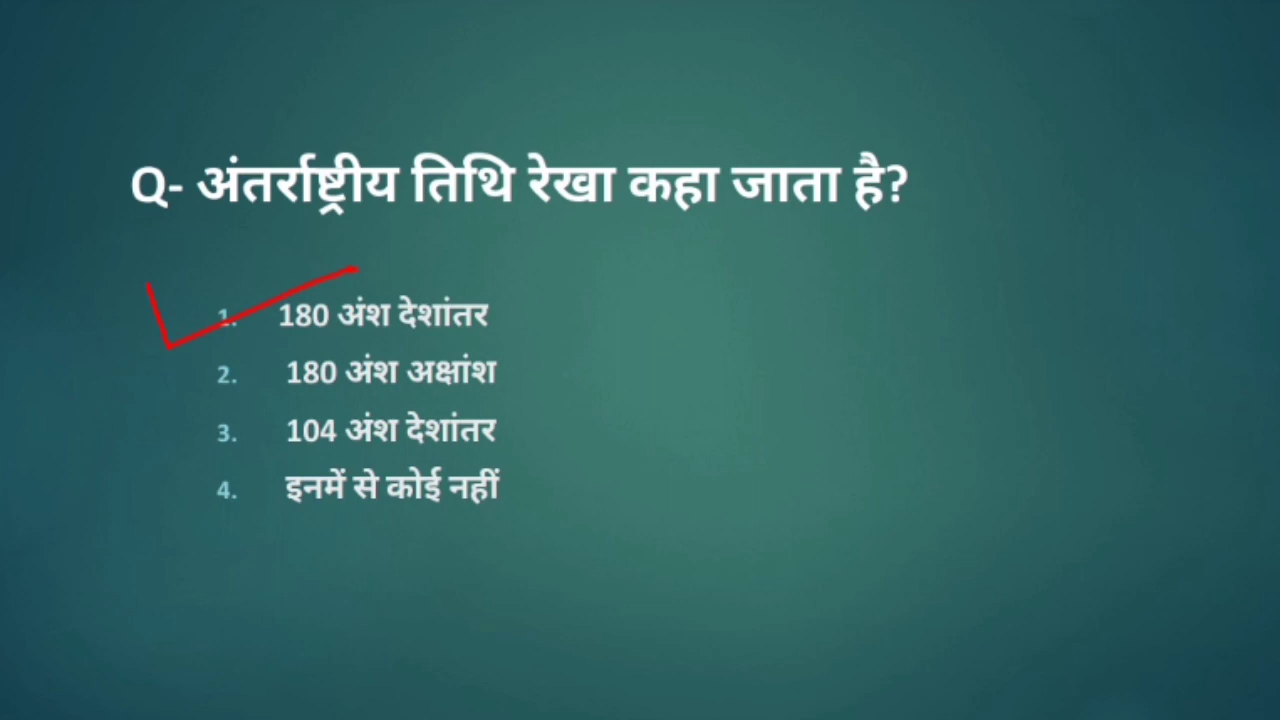 Q- अंतर्राष्ट्रीय तिथि रेखा कहा जाता है?
1. 180 अंश देशांतर
2. 180 अंश अक्षांश
3. 104 अंश देशांतर
4. इनमें से कोई नहीं